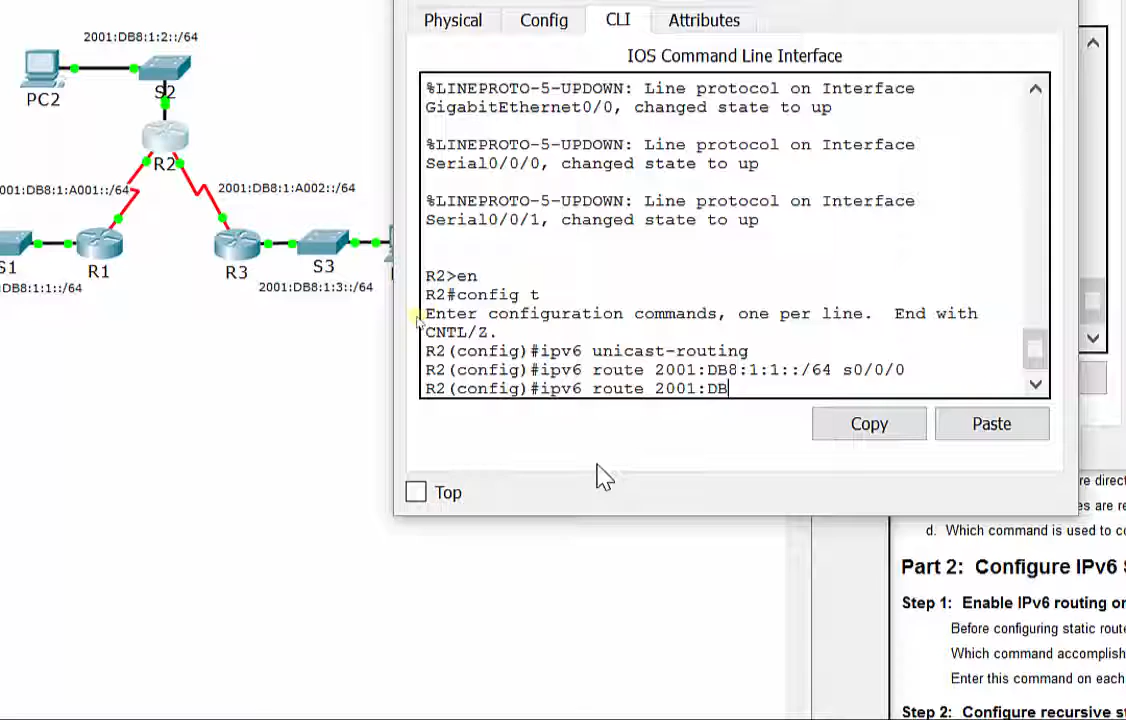 Physical
Config
CLI
Attributes
IOS Command Line Interface
%LINEPROTO-5-UPDOWN: Line protocol on Interface
GigabitEthernet0/0, changed state to up
%LINEPROTO-5-UPDOWN: Line protocol on Interface
Serial0/0/0, changed state to up
%LINEPROTO-5-UPDOWN: Line protocol on Interface
Serial0/0/1, changed state to up
R2>en
R2#config t
Enter configuration commands, one per line.  End with
CNTL/Z.
R2(config)#ipv6 unicast-routing
R2(config)#ipv6 route 2001:DB8:1:1::/64 s0/0/0
R2(config)#ipv6 route 2001:DB
Copy
Paste
Top
2001:DB8:1:2::/64
PC2
S2
R2
001:DB8:1:A001::/64
2001:DB8:1:A002::/64
S1
R1
R3
S3
DB8:1:1::/64
2001:DB8:1:3::/64
re direct
es are re
d. Which command is used to co
Part 2: Configure IPv6 S
Step 1: Enable IPv6 routing on
Before configuring static route
Which command accomplish
Enter this command on each
Step 2: Configure recursive st